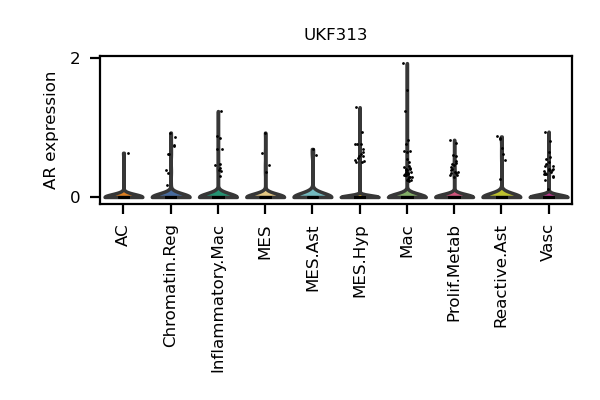 UKF313
AR expression
2
0
AC
Chromatin.Reg
Inflammatory.Mac
MES
MES.Ast
MES.Hyp
Mac
Prolif.Metab
Reactive.Ast
Vasc